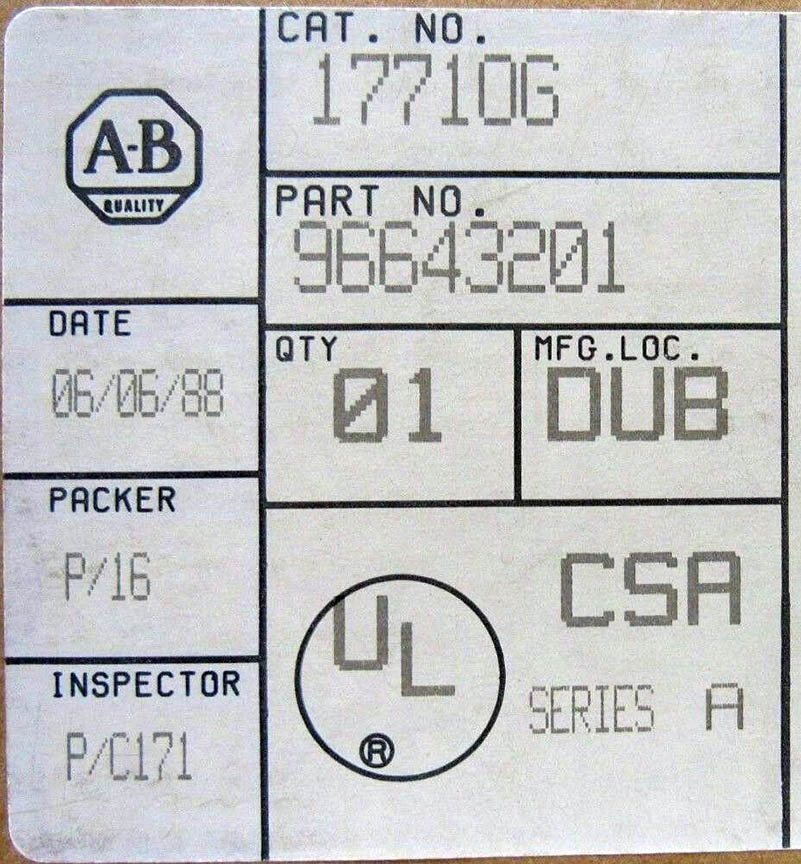 A-B
QUALITY
CAT. NO.
1771OG
PART NO.
96643201
DATE
06/06/88
QTY
01
MFG.LOC.
DUB
PACKER
P/16
INSPECTOR
P/C171
UL
®
CSA
SERIES A